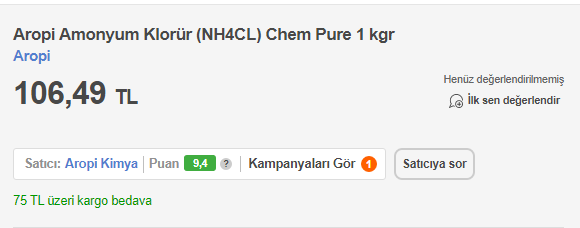 Aropi Amonyum Klorür (NH4CL) Chem Pure 1 kgr
Aropi
106,49 TL
Henüz değerlendirilmemiş
İlk sen değerlendir
Satıcı: Aropi Kimya Puan 9,4 ? Kampanyaları Gör 1 Satıcıya sor
75 TL üzeri kargo bedava